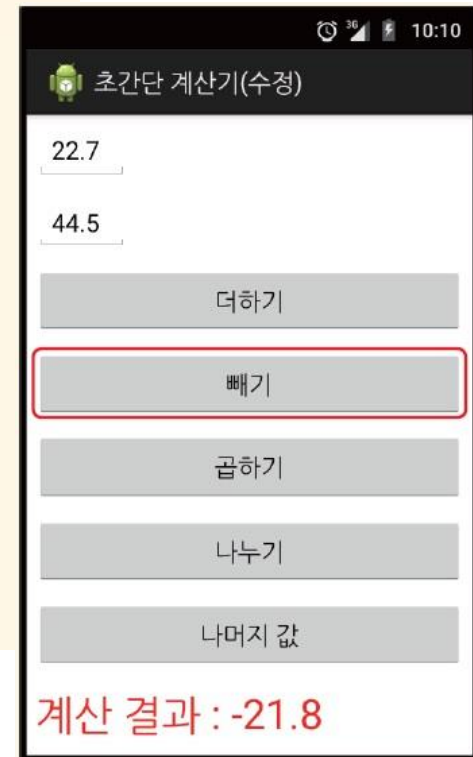 3G 10:10
초간단 계산기(수정)
22.7
44.5
더하기
빼기
곱하기
나누기
나머지 값
계산 결과 : -21.8